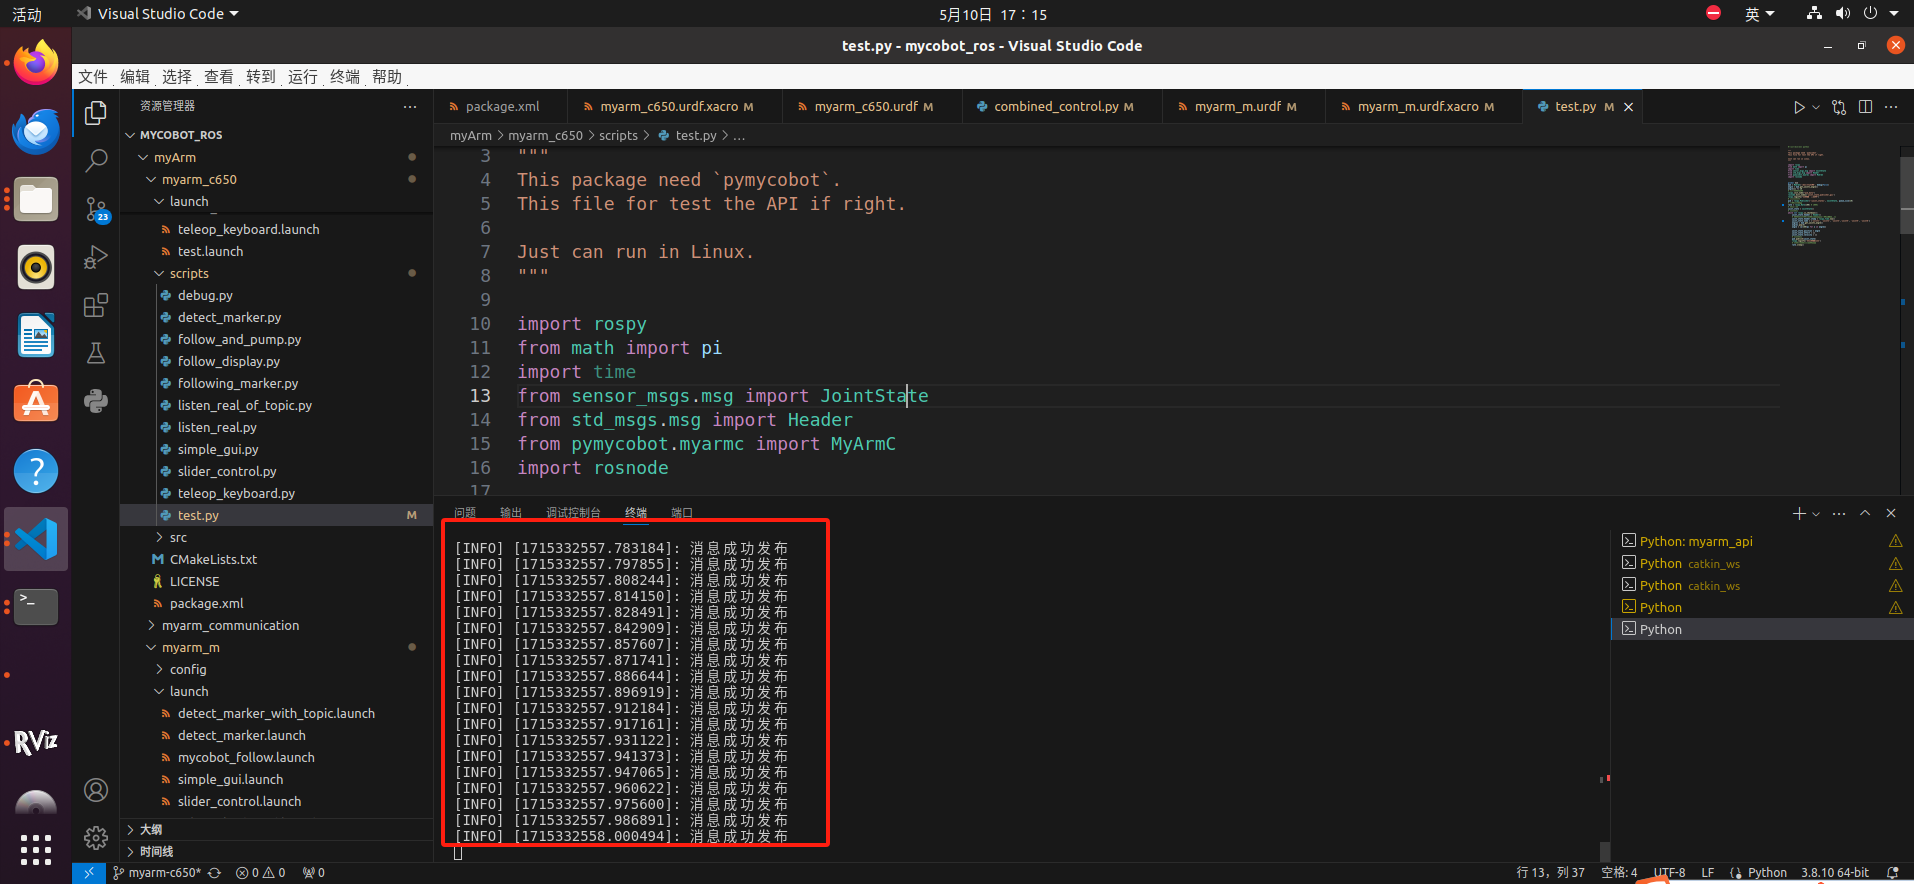 活动
Visual Studio Code
5月10日 17：15
英
test.py - mycobot_ros - Visual Studio Code
文件 编辑 选择 查看 转到 运行 终端 帮助
资源管理器
MYCOBOT_ROS
myArm
myarm_c650
launch
teleop_keyboard.launch
test.launch
scripts
debug.py
detect_marker.py
follow_and_pump.py
follow_display.py
following_marker.py
listen_real_of_topic.py
listen_real.py
simple_gui.py
slider_control.py
teleop_keyboard.py
test.py M
src
CMakeLists.txt
LICENSE
package.xml
myarm_communication
myarm_m
config
launch
detect_marker_with_topic.launch
detect_marker.launch
mycobot_follow.launch
simple_gui.launch
slider_control.launch
大纲
时间线
23
RViz
package.xml
myarm_c650.urdf.xacro M
myarm_c650.urdf M
combined_control.py M
myarm_m.urdf M
myarm_m.urdf.xacro M
test.py M
myArm > myarm_c650 > scripts > test.py > ...
3 """
4 This package need `pymycobot`.
5 This file for test the API if right.
6
7 Just can run in Linux.
8 """
9
10 import rospy
11 from math import pi
12 import time
13 from sensor_msgs.msg import JointState
14 from std_msgs.msg import Header
15 from pymycobot.myarmc import MyArmC
16 import rosnode
17
问题 输出 调试控制台 终端 端口
[INFO] [1715332557.783184]: 消息成功发布
[INFO] [1715332557.797855]: 消息成功发布
[INFO] [1715332557.808244]: 消息成功发布
[INFO] [1715332557.814150]: 消息成功发布
[INFO] [1715332557.828491]: 消息成功发布
[INFO] [1715332557.842909]: 消息成功发布
[INFO] [1715332557.857607]: 消息成功发布
[INFO] [1715332557.871741]: 消息成功发布
[INFO] [1715332557.886644]: 消息成功发布
[INFO] [1715332557.896919]: 消息成功发布
[INFO] [1715332557.912184]: 消息成功发布
[INFO] [1715332557.917161]: 消息成功发布
[INFO] [1715332557.931122]: 消息成功发布
[INFO] [1715332557.941373]: 消息成功发布
[INFO] [1715332557.947065]: 消息成功发布
[INFO] [1715332557.960622]: 消息成功发布
[INFO] [1715332557.975600]: 消息成功发布
[INFO] [1715332557.986891]: 消息成功发布
[INFO] [1715332558.000494]: 消息成功发布
Python: myarm_api
Python catkin_ws
Python catkin_ws
Python
Python
myarm-c650* 0 0 0
行 13，列 37 空格: 4 UTF-8 LF Python 3.8.10 64-bit